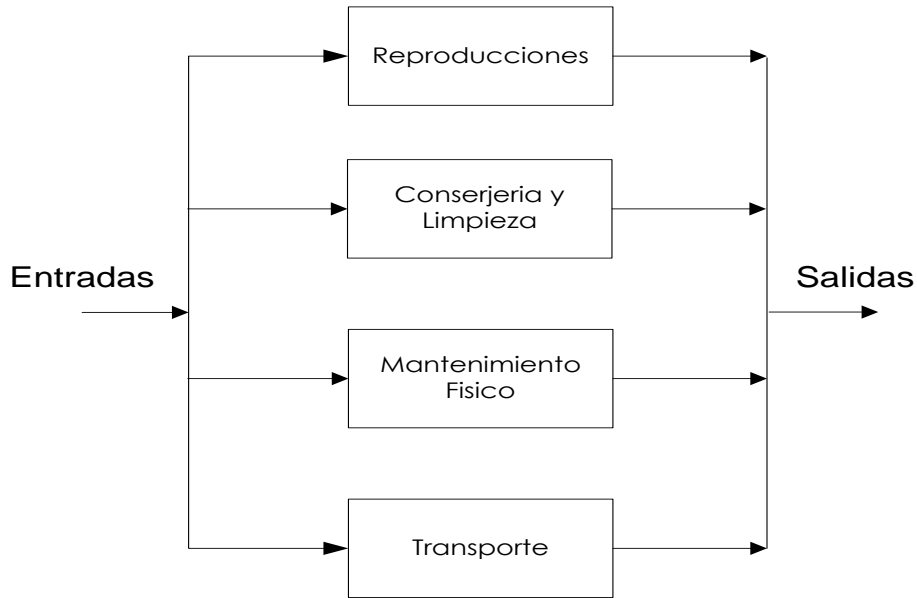 Reproducciones
Conserjeria y
Limpieza
Entradas
Salidas
Mantenimiento
Fisico
Transporte